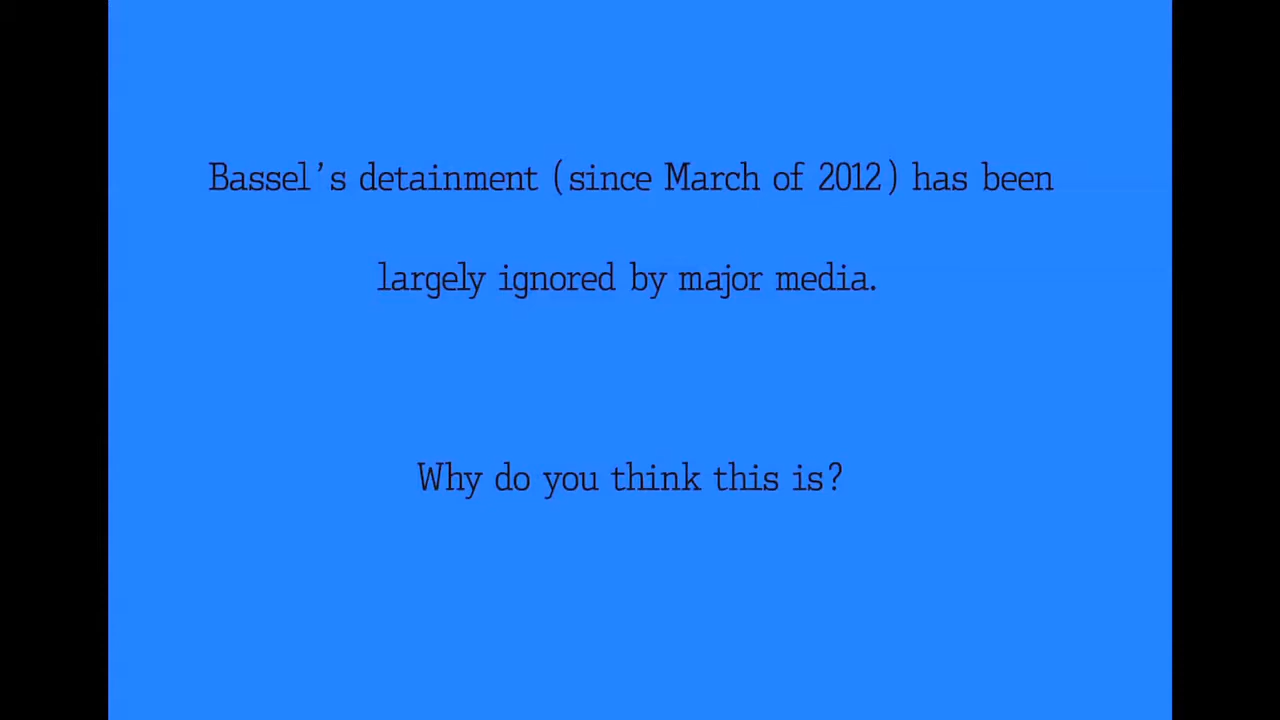 Bassel's detainment (since March of 2012) has been
largely ignored by major media.
Why do you think this is?